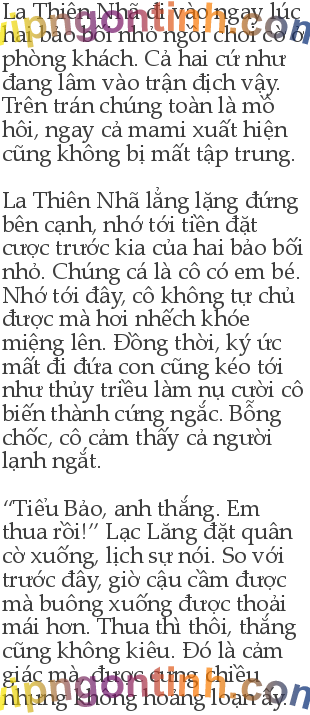 La Thiên Nhã đi vào ngay lúc
hai bảo bối nhỏ ngồi chơi cờ ở
phòng khách. Cả hai cứ như
đang lâm vào trận địch vậy.
Trên trán chúng toàn là mồ
hôi, ngay cả mami xuất hiện
cũng không bị mất tập trung.

La Thiên Nhã lẳng lặng đứng
bên cạnh, nhớ tới tiền đặt
cược trước kia của hai bảo bối
nhỏ. Chúng cá là cô có em bé.
Nhớ tới đây, cô không tự chủ
được mà hơi nhếch khóe
miệng lên. Đồng thời, ký ức
mất đi đứa con cũng kéo tới
như thủy triều làm nụ cười cô
biến thành cứng ngắc. Bỗng
chốc, cô cảm thấy cả người
lạnh ngắt.

“Tiểu Bảo, anh thắng. Em
thua rồi!” Lạc Lăng đặt quân
cờ xuống, lịch sự nói. So với
trước đây, giờ cậu cầm được
mà buông xuống được thoải
mái hơn. Thua thì thôi, thắng
cũng không kiêu. Đó là cảm
giác mà, được cưng chiều
nhưng không hoảng loạn ấy
vipngontinh.com
vipngontinh.com